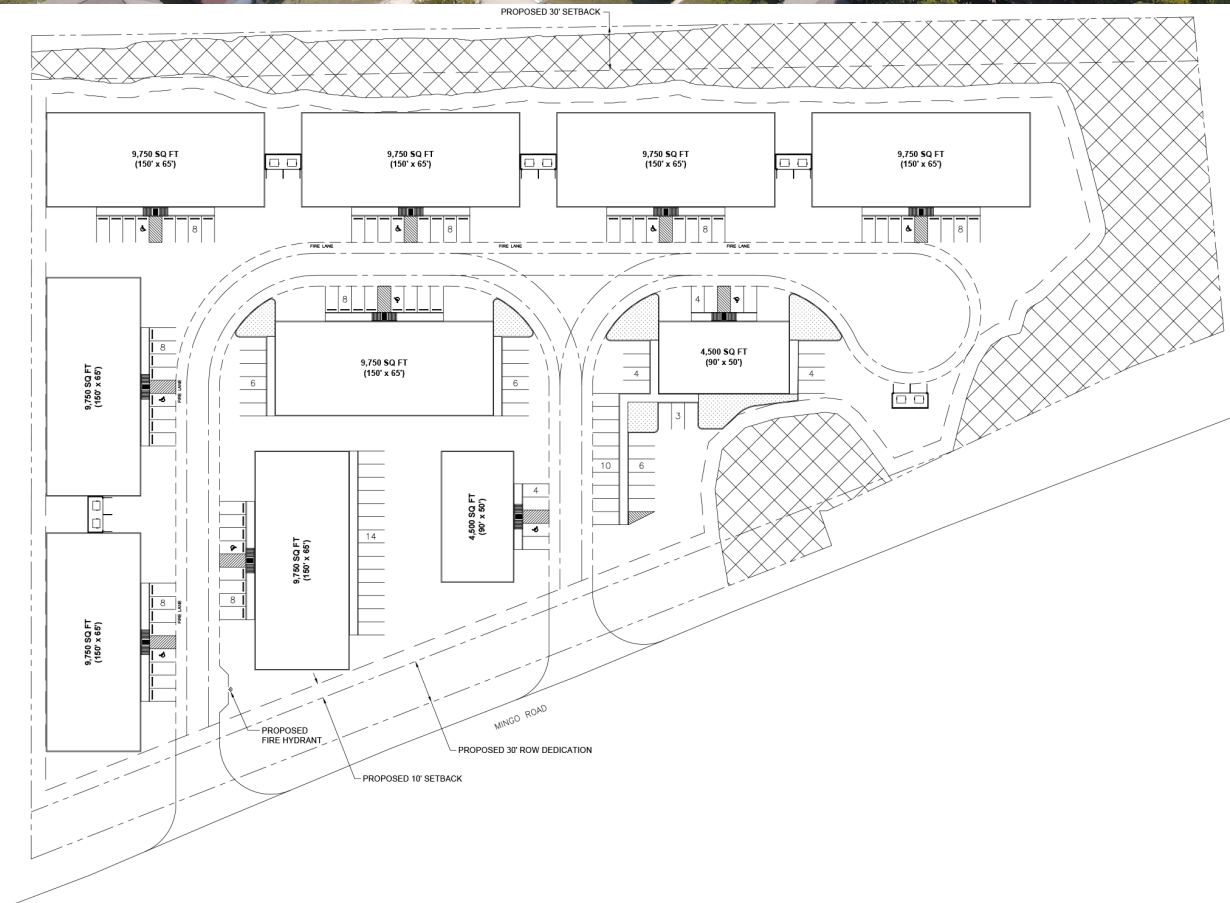 PROPOSED 30' SETBACK
9,750 SQ FT
(150' x 65')
9,750 SQ FT
(150' x 65')
9,750 SQ FT
(150' x 65')
9,750 SQ FT
(150' x 65')
8
8
8
8
FIRE LANE
FIRE LANE
FIRE LANE
8
4
8
9,750 SQ FT
(150' x 65')
FIRE LANE
6
9,750 SQ FT
(150' x 65')
6
4
4,500 SQ FT
(90' x 50')
4
3
10
6
9,750 SQ FT
(150' x 65')
8
FIRE LANE
8
9,750 SQ FT
(150' x 65')
14
4,500 SQ FT
(90' x 50')
4
MINGO ROAD
PROPOSED
FIRE HYDRANT
PROPOSED 30' ROW DEDICATION
PROPOSED 10' SETBACK